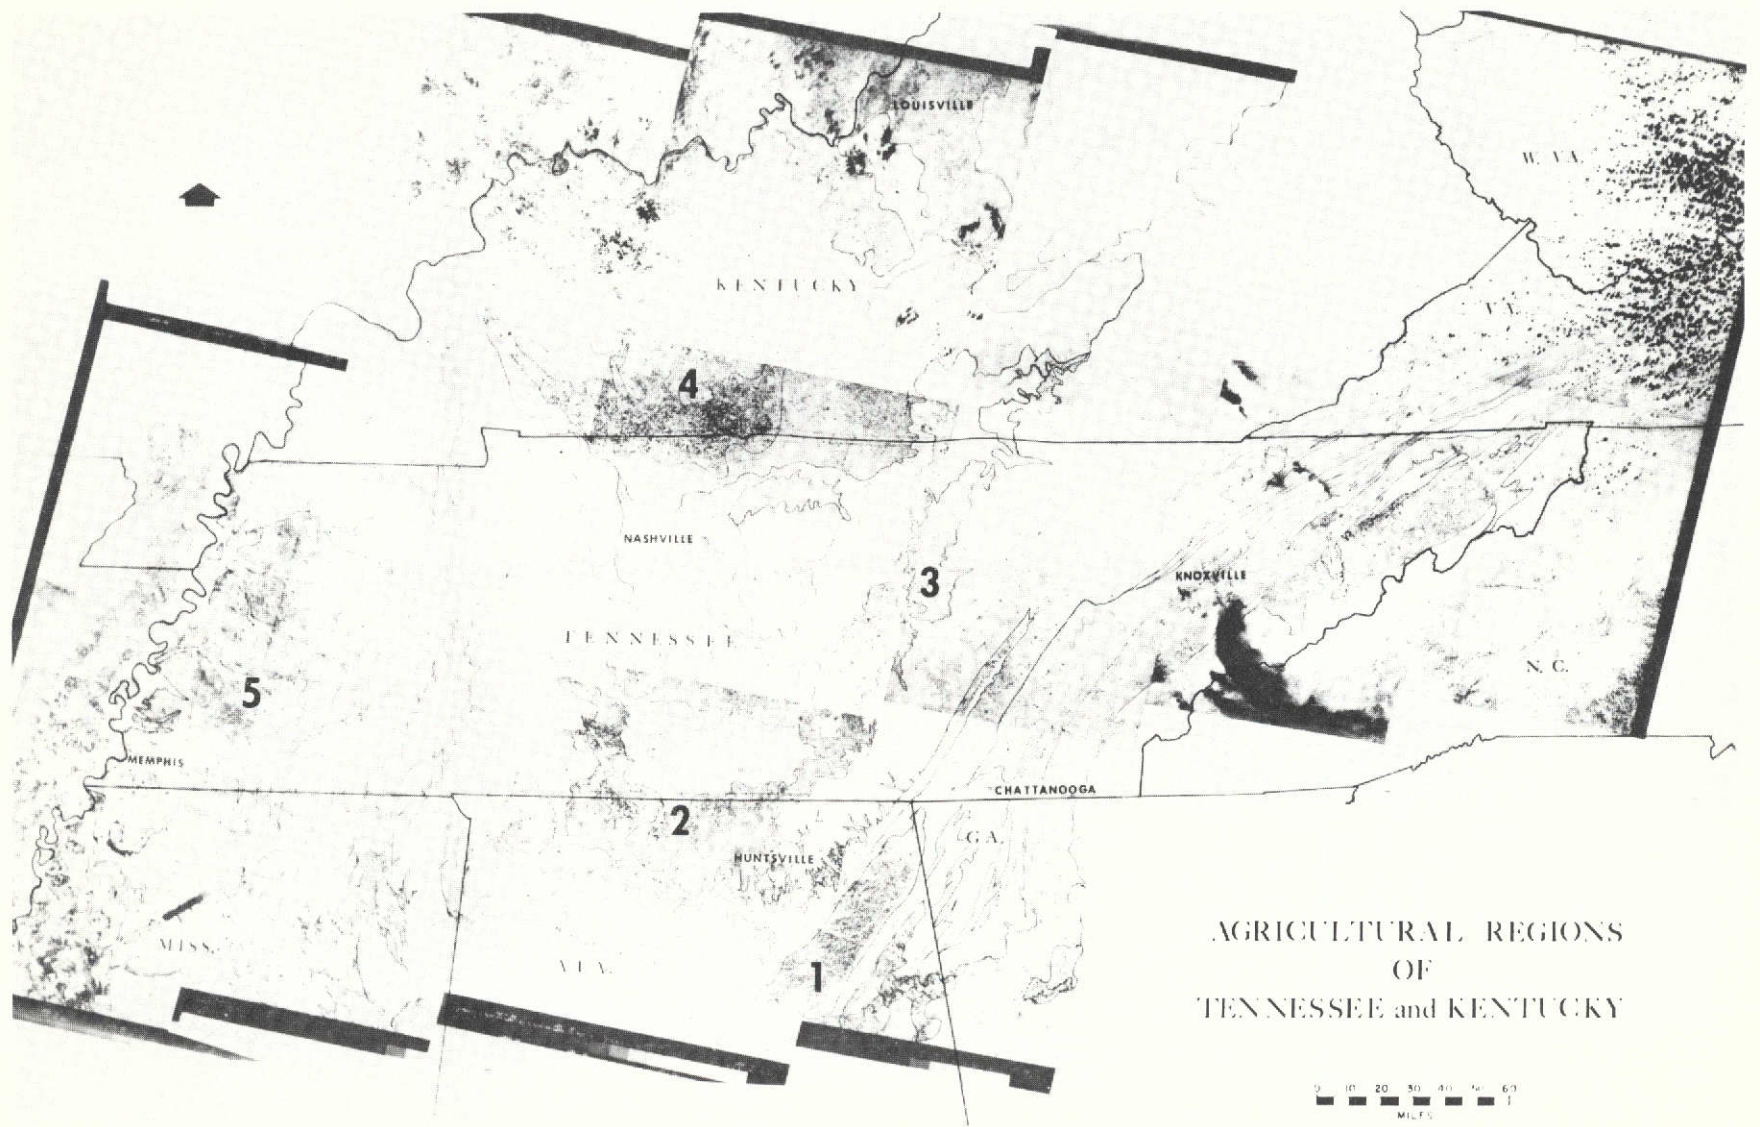 LOUISVILLE
W. VA.
KENTUCKY
VA.
4
NASHVILLE
3
KNOXVILLE
TENNESSEE
N. C.
5
MEMPHIS
CHATTANOOGA
2
GA.
HUNTSVILLE
MISS.
ALA.
1
AGRICULTURAL REGIONS
OF
TENNESSEE and KENTUCKY
0 10 20 30 40 50 60
MILES